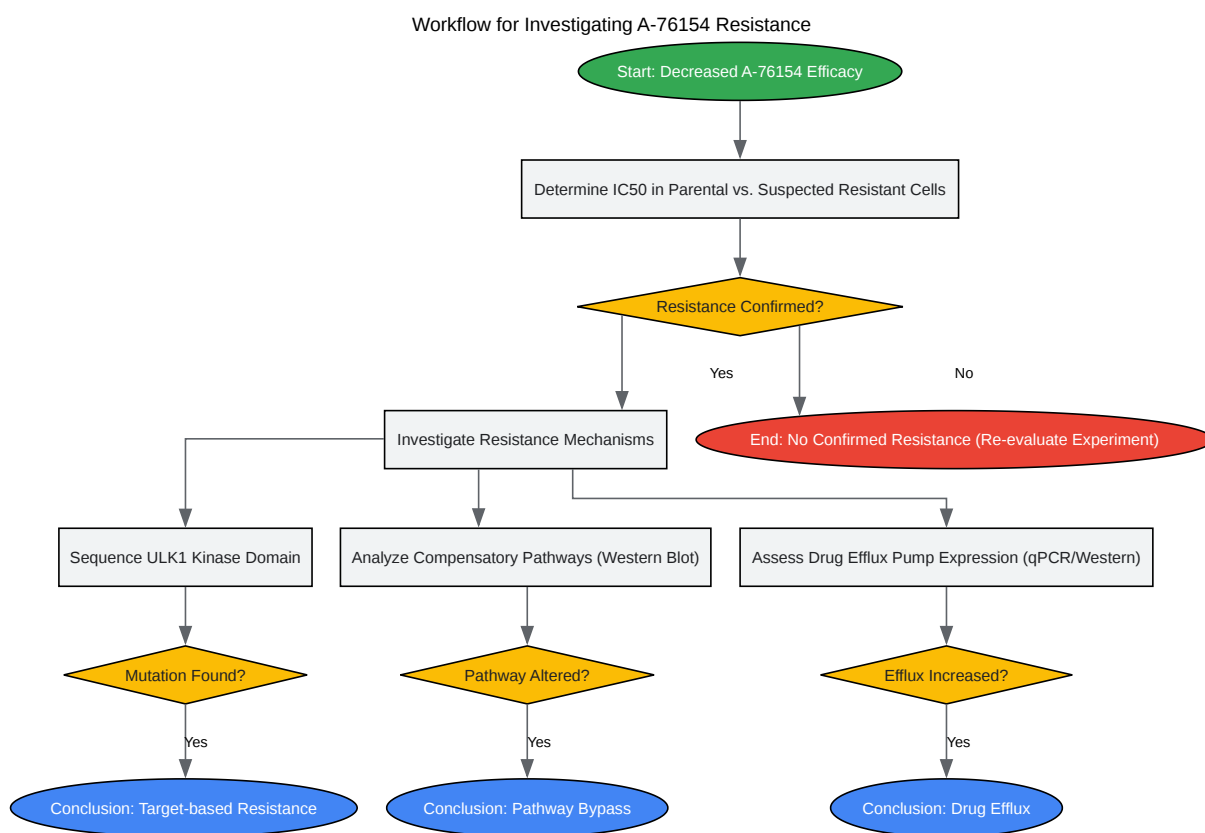 Workflow for Investigating A-76154 Resistance
Start: Decreased A-76154 Efficacy
Determine IC50 in Parental vs. Suspected Resistant Cells
Resistance Confirmed?
Yes
No
Investigate Resistance Mechanisms
End: No Confirmed Resistance (Re-evaluate Experiment)
Sequence ULK1 Kinase Domain
Analyze Compensatory Pathways (Western Blot)
Assess Drug Efflux Pump Expression (qPCR/Western)
Mutation Found?
Pathway Altered?
Efflux Increased?
Yes
Yes
Yes
Conclusion: Target-based Resistance
Conclusion: Pathway Bypass
Conclusion: Drug Efflux